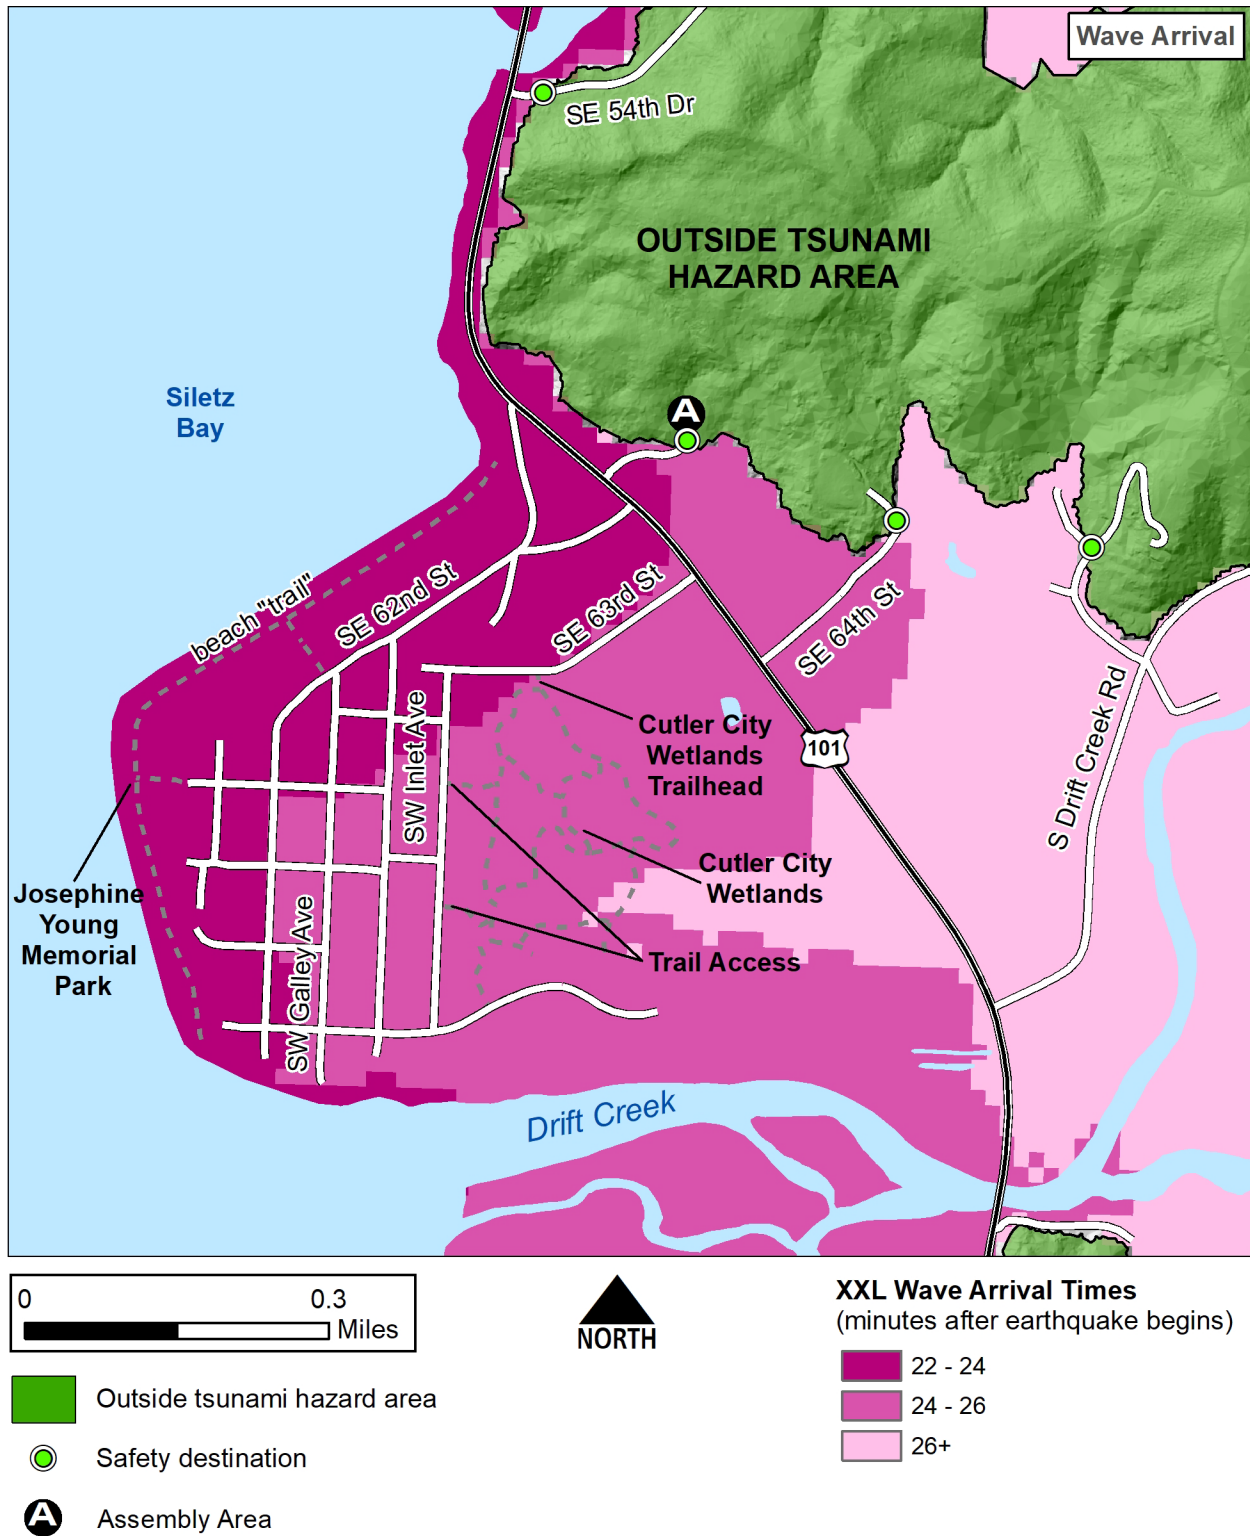 Wave Arrival
SE 54th Dr
OUTSIDE TSUNAMI
HAZARD AREA
Siletz
Bay
A
beach "trail"
SE 62nd St
SE 63rd St
SE 64th St
SW Inlet Ave
Cutler City
Wetlands
Trailhead
101
S Drift Creek Rd
Cutler City
Wetlands
Josephine
Young
Memorial
Park
SW Galley Ave
Trail Access
Drift Creek
0 0.3
Miles
NORTH
XXL Wave Arrival Times
(minutes after earthquake begins)
22 - 24
24 - 26
26+
Outside tsunami hazard area
Safety destination
A Assembly Area